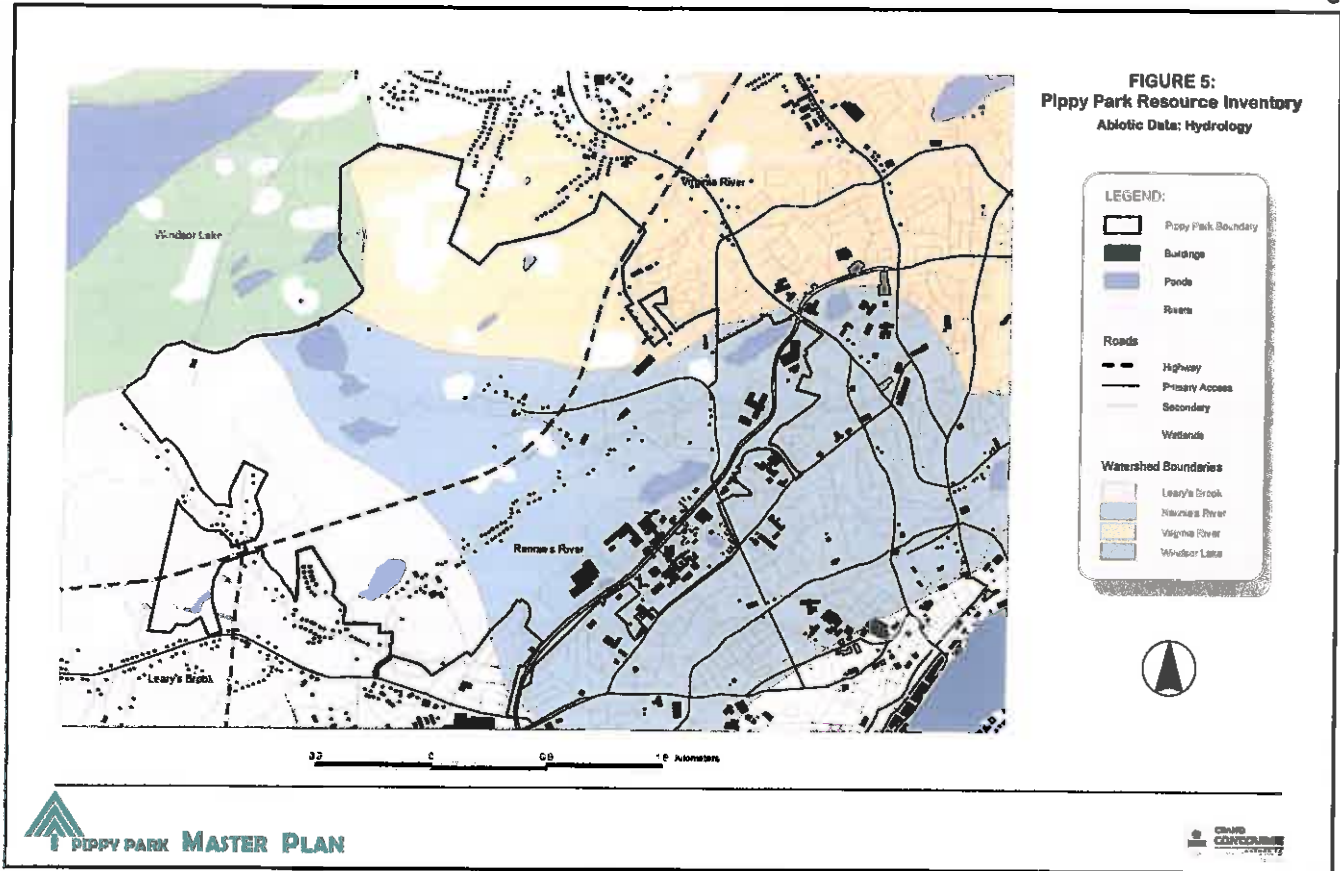 FIGURE 5:
Pippy Park Resource Inventory
Abiotic Data: Hydrology
LEGEND:
Pippy Park Boundary
Buildings
Ponds
Rivers
Roads
Highway
Primary Access
Secondary
Wetlands
Watershed Boundaries
Leary's Brook
Rennie's River
Virginia River
Windsor Lake
Virginia River
Windsor Lake
Rennie's River
Leary's Brook
0
Kilometers
PIPPY PARK MASTER PLAN